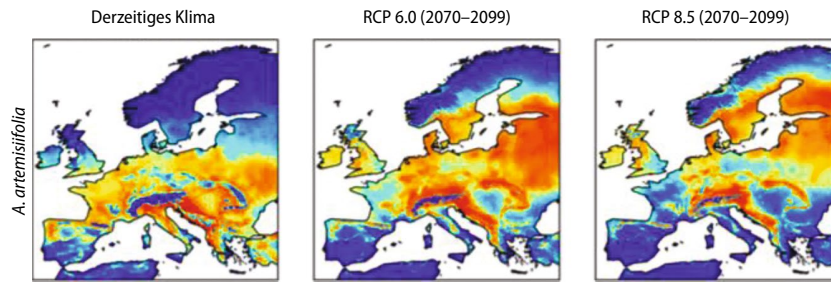 Derzeitiges Klima
RCP 6.0 (2070–2099)
RCP 8.5 (2070–2099)
A. artemisiifolia